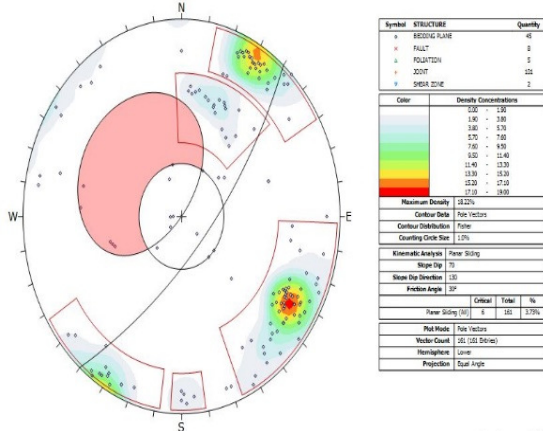 N
W
E
S
Symbol STRUCTURE Quantity
BEDDING PLANE 45
FAULT 8
FOLIATION 5
JOINT 101
SHEAR ZONE 2
Color Density Concentrations
0.00 - 1.90
1.90 - 3.80
3.80 - 5.70
5.70 - 7.60
7.60 - 9.50
9.50 - 11.40
11.40 - 13.30
13.30 - 15.20
15.20 - 17.10
17.10 - 19.00
Maximum Density 18.22%
Contour Data Pole Vectors
Contour Distribution Fisher
Counting Circle Size 1.0%
Kinematic Analysis Planar Sliding
Slope Dip 70
Slope Dip Direction 130
Friction Angle 30°
Critical Total %
Planar Sliding (All) 6 161 3.73%
Plot Mode Pole Vectors
Vector Count 161 (161 Entries)
Hemisphere Lower
Projection Equal Angle